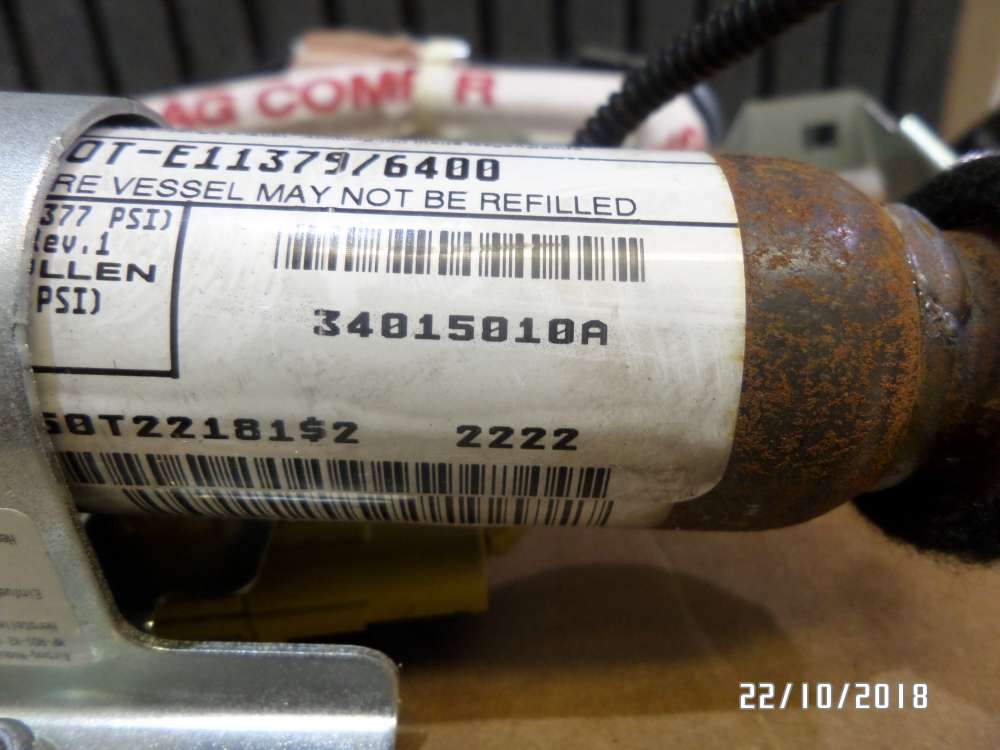 AG COMP R
OT-E11379/6400
RE VESSEL MAY NOT BE REFILLED
377 PSI)
Rev.1
LLEN
PSI)
34015010A
50T22181$2 2222
22/10/2018